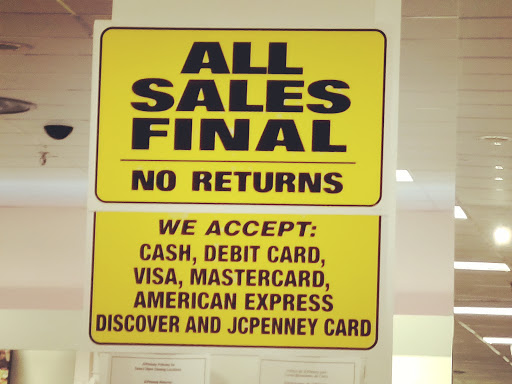 ALL
SALES
FINAL
NO RETURNS
WE ACCEPT:
CASH, DEBIT CARD,
VISA, MASTERCARD,
AMERICAN EXPRESS
DISCOVER AND JCPENNEY CARD